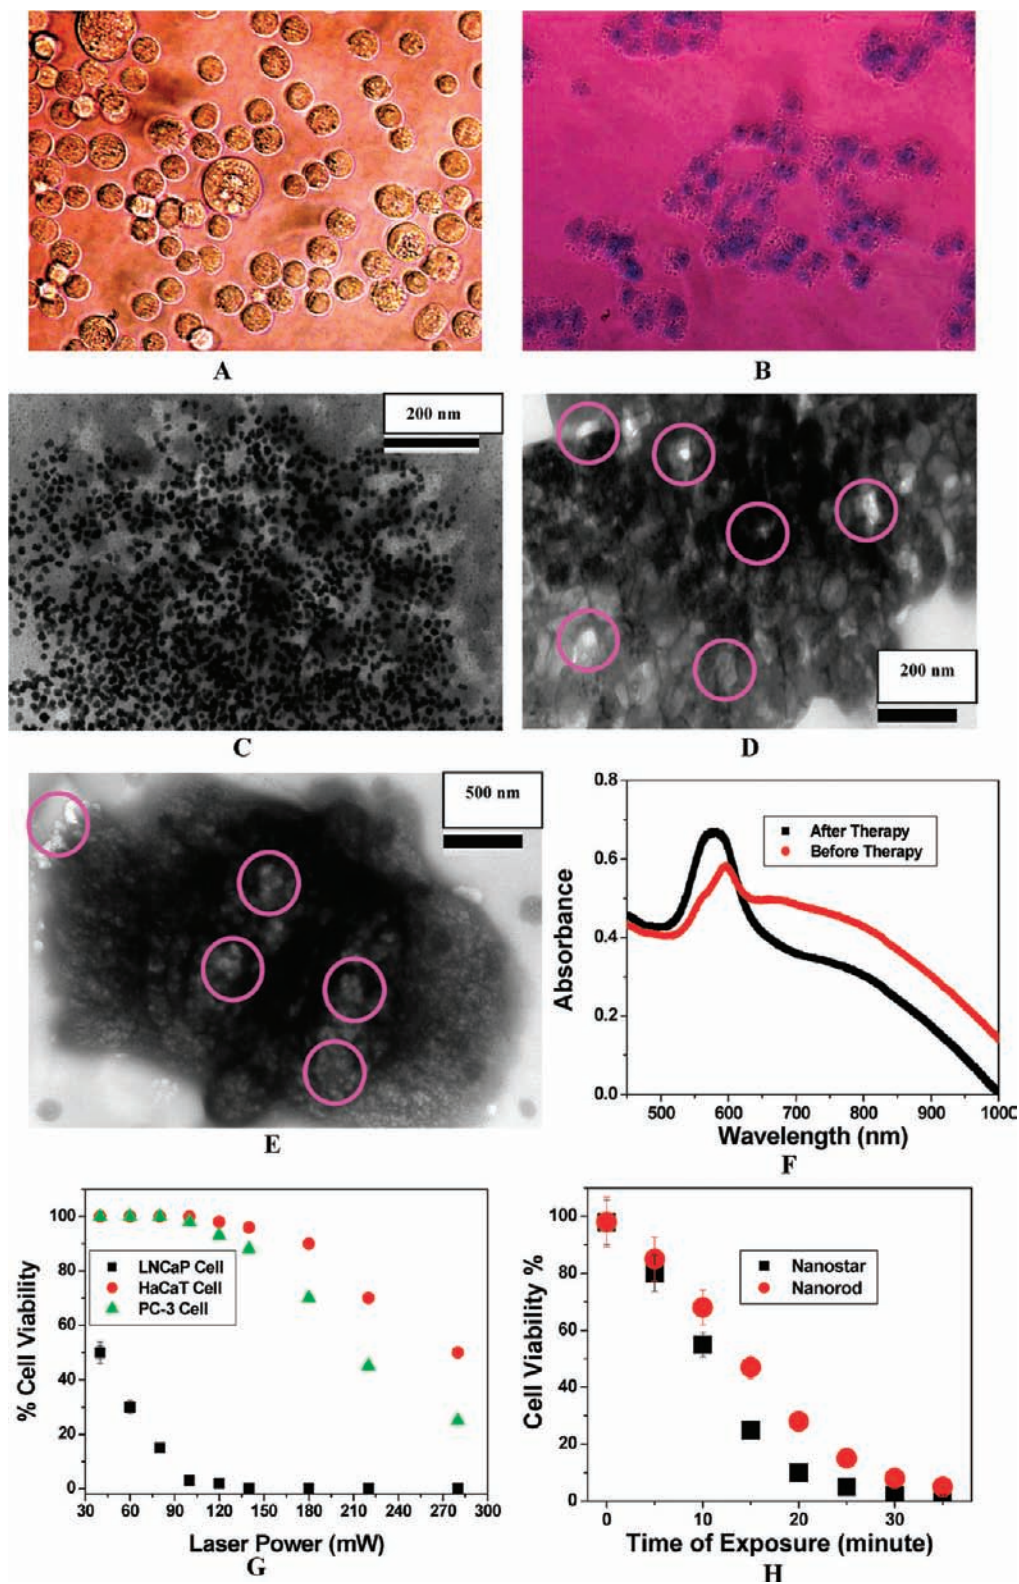 A
B
200 nm
C
200 nm
D
500 nm
E
0.8
0.6
0.4
0.2
0.0
After Therapy
Before Therapy
Absorbance
500 600 700 800 900 1000
Wavelength (nm)
F
100
80
60
40
20
0
LNCaP Cell
HaCaT Cell
PC-3 Cell
% Cell Viability
30 60 90 120 150 180 210 240 270 300
Laser Power (mW)
G
100
80
60
40
20
0
Nanostar
Nanorod
Cell Viability %
0 10 20 30
Time of Exposure (minute)
H